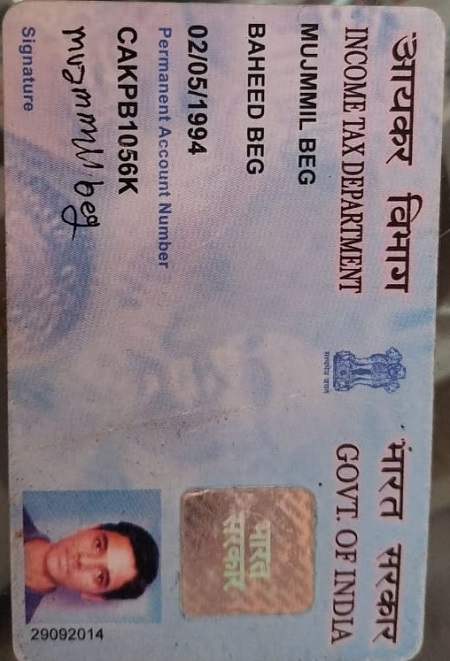 आयकर विभाग
INCOME TAX DEPARTMENT
सत्यमेव जयते
भारत सरकार
GOVT. OF INDIA
MUJMMIL BEG
BAHEED BEG
02/05/1994
Permanent Account Number
CAKPB1056K
mujmmil beg
Signature
भारत
सरकार
29092014